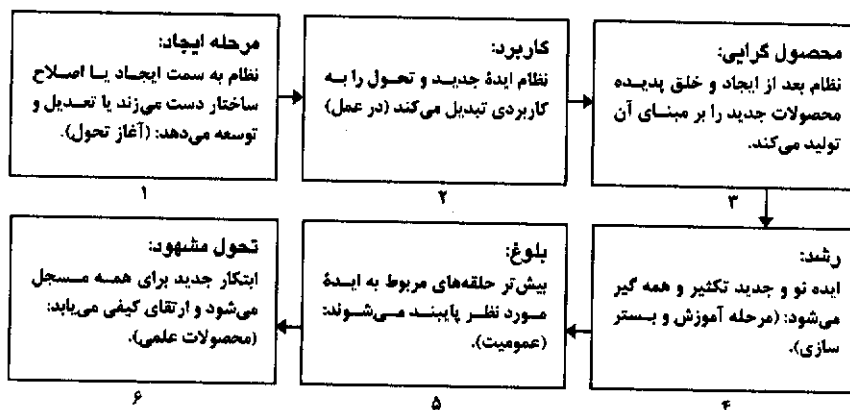 مرحله ایجاد:
نظام به سمت ایجاد یا اصلاح
ساختار دست می‌زند یا تعدیل و
توسعه می‌دهد: (آغاز تحول).
۱
کاربرد:
نظام ایدهٔ جدید و تحول را به
کاربردی تبدیل می‌کند (در عمل)
۲
محصول گرایی:
نظام بعد از ایجاد و خلق پدیده
محصولات جدید را بر مبنای آن
تولید می‌کند.
۳
رشد:
ایده نو و جدید تکثیر و همه گیر
می‌شود: (مرحله آموزش و بستر
سازی).
۴
بلوغ:
بیش‌تر حلقه‌های مربوط به ایدهٔ
مورد نظر پایبند می‌شوند:
(عمومیت).
۵
تحول مشهود:
ابتکار جدید برای همه مسجل
می‌شود و ارتقای کیفی می‌یابد:
(محصولات علمی).
۶